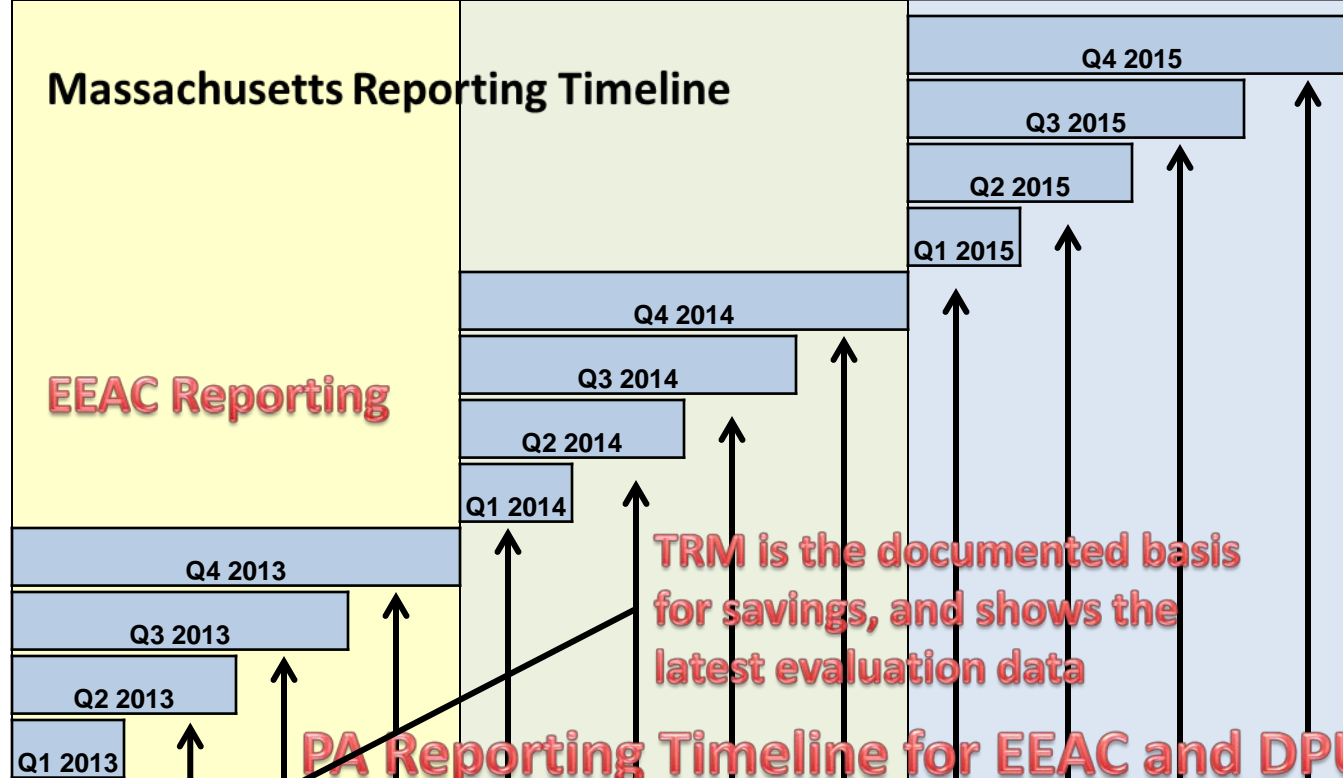 Q4 2015
Massachusetts Reporting Timeline
Q3 2015
Q2 2015
Q1 2015
Q4 2014
Q3 2014
EEAC Reporting
Q2 2014
Q1 2014
TRM is the documented basis
for savings, and shows the
latest evaluation data
Q4 2013
Q3 2013
Q2 2013
PA Reporting Timeline for EEAC and
Q1 2013